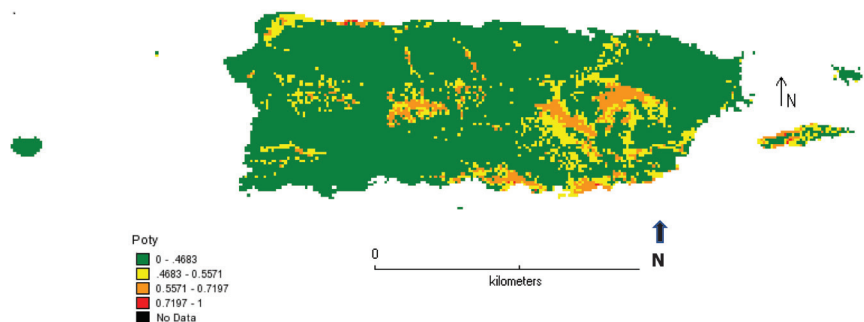 N
Poty
0 - .4683
.4683 - 0.5571
0.5571 - 0.7197
0.7197 - 1
No Data
0
kilometers
N